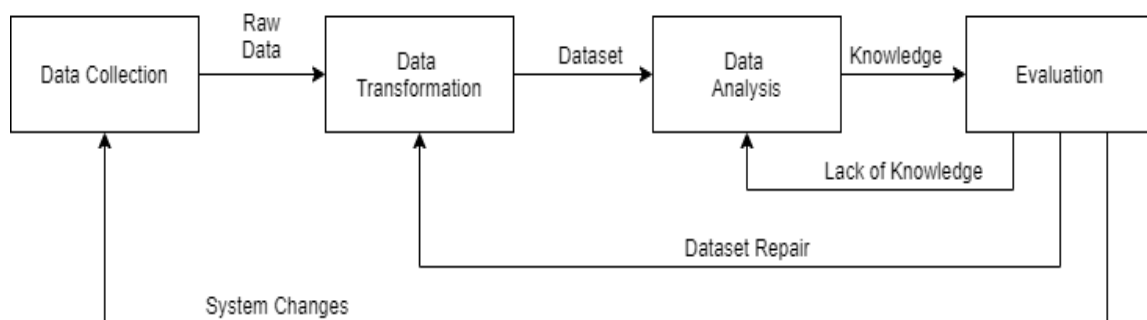 Raw
Data
Data Collection
Data
Transformation
Dataset
Data
Analysis
Knowledge
Evaluation
Lack of Knowledge
Dataset Repair
System Changes